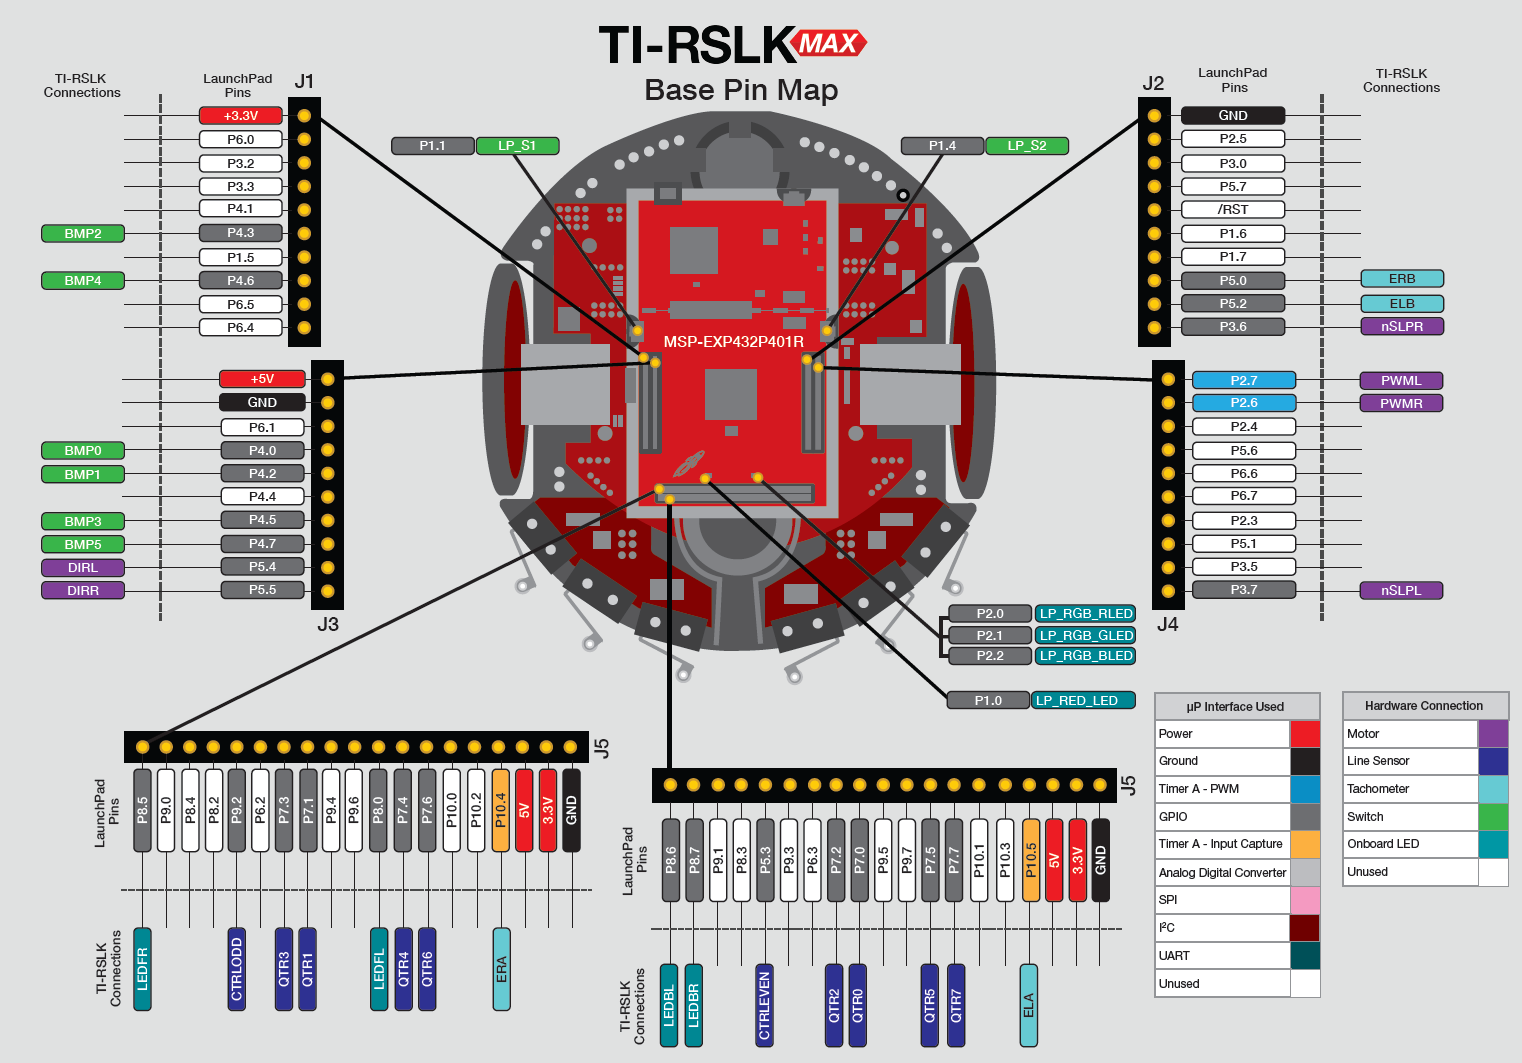 TI-RSLK MAX
Base Pin Map
TI-RSLK
Connections
LaunchPad
Pins
J1
+3.3V
P6.0
P3.2
P3.3
P4.1
BMP2 P4.3
P1.5
BMP4 P4.6
P6.5
P6.4
+5V
GND
P6.1
BMP0 P4.0
BMP1 P4.2
P4.4
BMP3 P4.5
BMP5 P4.7
DIRL P5.4
DIRR P5.5
J3
P1.1 LP_S1
P1.4 LP_S2
MSP-EXP432P401R
J2
LaunchPad
Pins
TI-RSLK
Connections
GND
P2.5
P3.0
P5.7
/RST
P1.6
P1.7
P5.0 ERB
P5.2 ELB
P3.6 nSLPR
P2.7 PWML
P2.6 PWMR
P2.4
P5.6
P6.6
P6.7
P2.3
P5.1
P3.5
P3.7 nSLPL
J4
P2.0 LP_RGB_RLED
P2.1 LP_RGB_GLED
P2.2 LP_RGB_BLED
P1.0 LP_RED_LED
J5
LaunchPad
Pins
P8.5
P9.0
P8.4
P8.2
P9.2
P6.2
P7.3
P7.1
P9.4
P9.6
P8.0
P7.4
P7.6
P10.0
P10.2
P10.4
5V
3.3V
GND
TI-RSLK
Connections
LEDFR
CTRLODD
QTR3
QTR1
LEDFL
QTR4
QTR6
ERA
J5
LaunchPad
Pins
P8.6
P8.7
P9.1
P8.3
P5.3
P9.3
P6.3
P7.2
P7.0
P9.5
P9.7
P7.5
P7.7
P10.1
P10.3
P10.5
5V
3.3V
GND
TI-RSLK
Connections
LEDBL
LEDBR
CTRLEVEN
QTR2
QTR0
QTR5
QTR7
ELA
µP Interface Used
Power
Ground
Timer A - PWM
GPIO
Timer A - Input Capture
Analog Digital Converter
SPI
I²C
UART
Unused
Hardware Connection
Motor
Line Sensor
Tachometer
Switch
Onboard LED
Unused